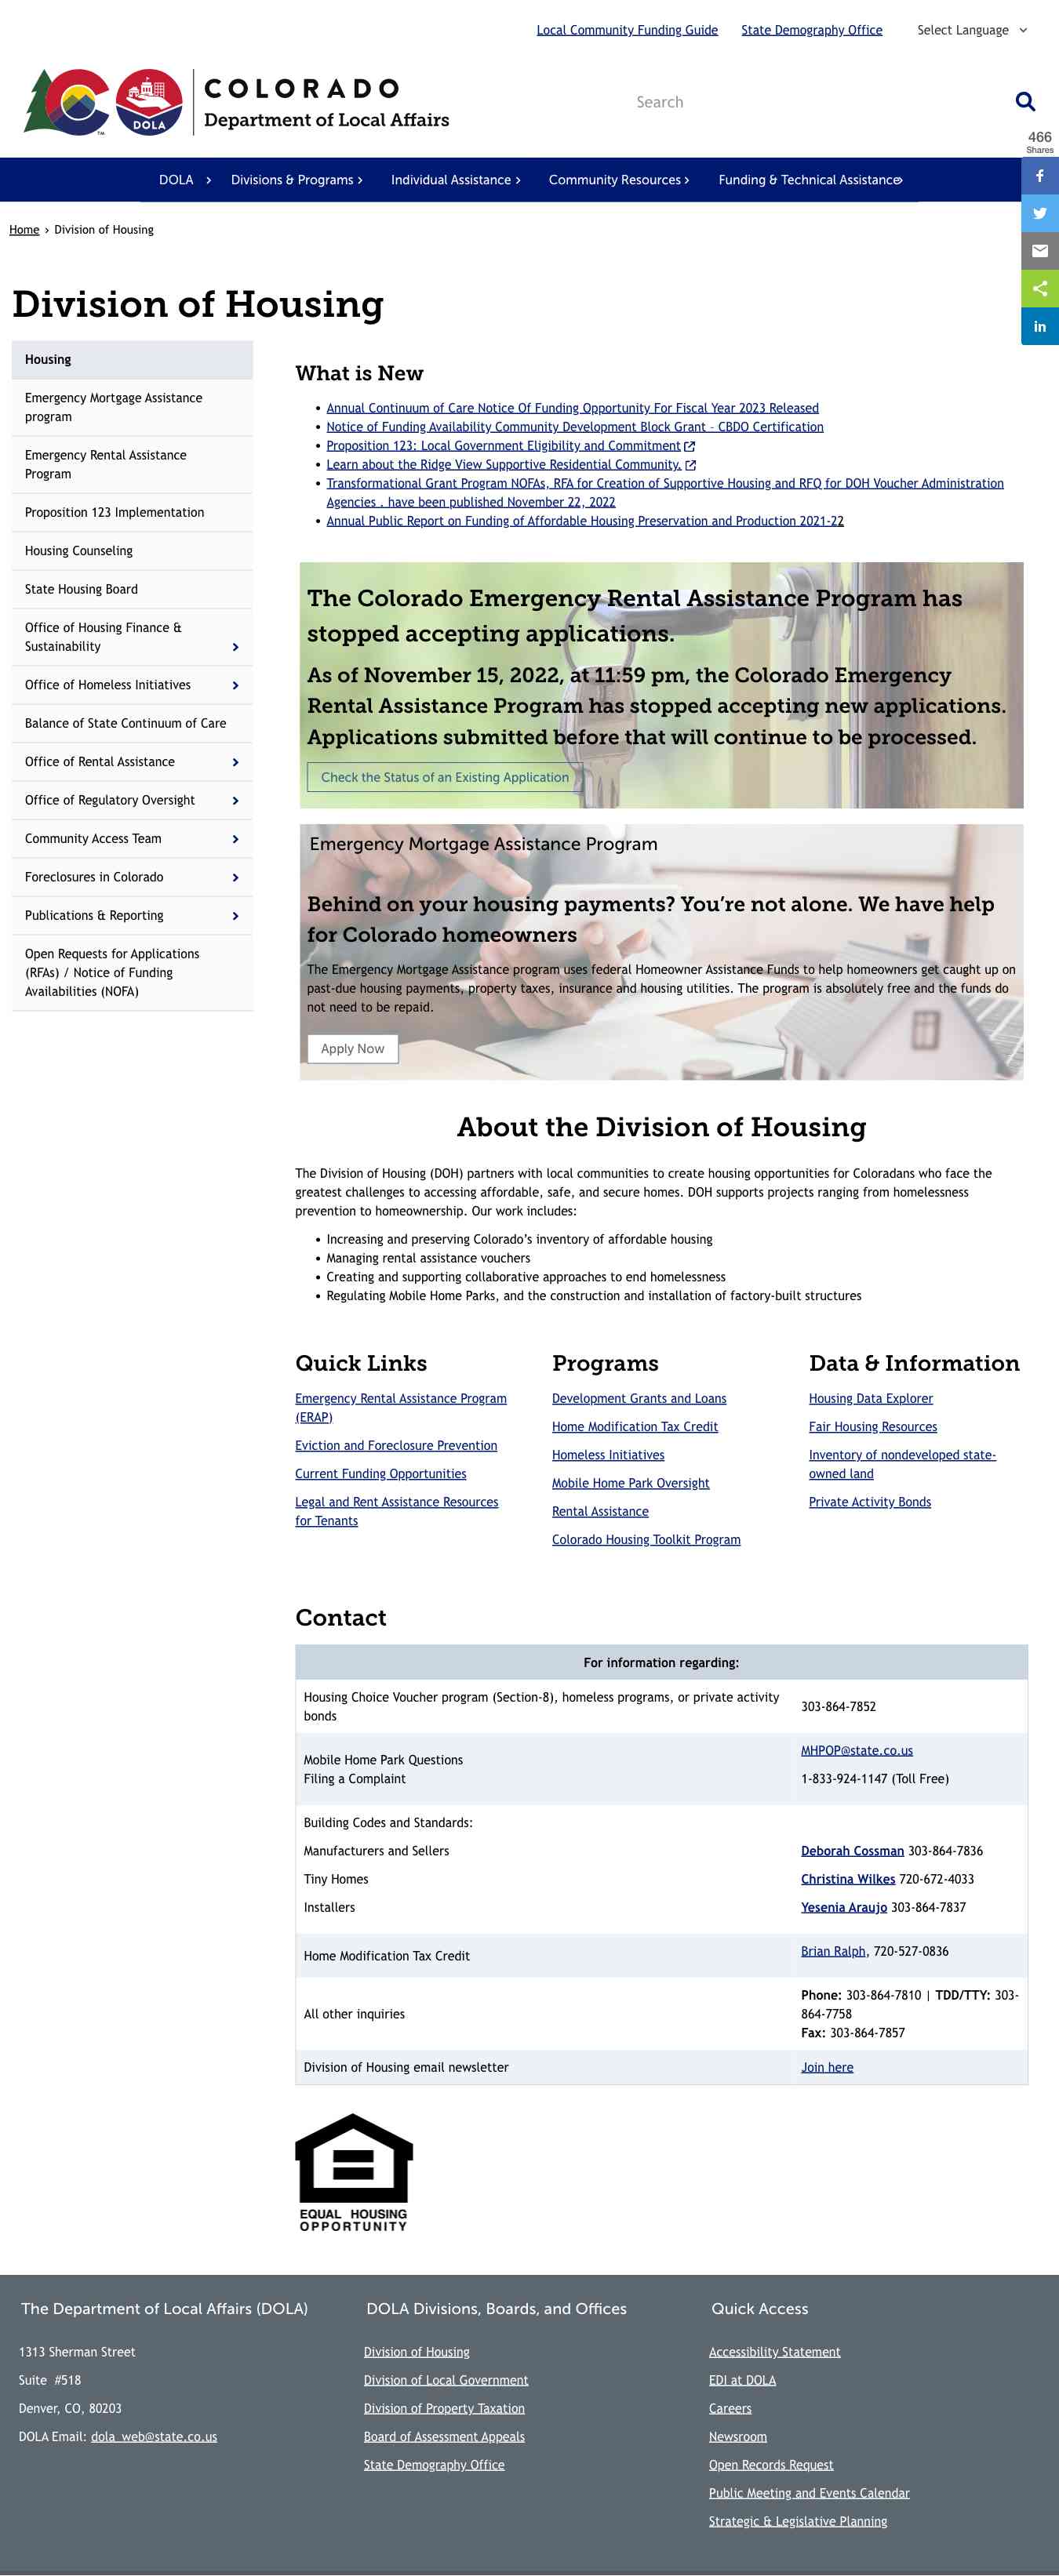 Local Community Funding Guide
State Demography Office
Select Language
COLORADO
Department of Local Affairs
DOLA
TM
Search
466
Shares
DOLA
Divisions & Programs
Individual Assistance
Community Resources
Funding & Technical Assistance
Home › Division of Housing
Division of Housing
Housing
Emergency Mortgage Assistance
program
Emergency Rental Assistance
Program
Proposition 123 Implementation
Housing Counseling
State Housing Board
Office of Housing Finance &
Sustainability
Office of Homeless Initiatives
Balance of State Continuum of Care
Office of Rental Assistance
Office of Regulatory Oversight
Community Access Team
Foreclosures in Colorado
Publications & Reporting
Open Requests for Applications
(RFAs) / Notice of Funding
Availabilities (NOFA)
What is New
• Annual Continuum of Care Notice Of Funding Opportunity For Fiscal Year 2023 Released
• Notice of Funding Availability Community Development Block Grant - CBDO Certification
• Proposition 123: Local Government Eligibility and Commitment
• Learn about the Ridge View Supportive Residential Community.
• Transformational Grant Program NOFAs, RFA for Creation of Supportive Housing and RFQ for DOH Voucher Administration
Agencies . have been published November 22, 2022
• Annual Public Report on Funding of Affordable Housing Preservation and Production 2021-22
The Colorado Emergency Rental Assistance Program has
stopped accepting applications.
As of November 15, 2022, at 11:59 pm, the Colorado Emergency
Rental Assistance Program has stopped accepting new applications.
Applications submitted before that will continue to be processed.
Check the Status of an Existing Application
Emergency Mortgage Assistance Program
Behind on your housing payments? You’re not alone. We have help
for Colorado homeowners
The Emergency Mortgage Assistance program uses federal Homeowner Assistance Funds to help homeowners get caught up on
past-due housing payments, property taxes, insurance and housing utilities. The program is absolutely free and the funds do
not need to be repaid.
Apply Now
About the Division of Housing
The Division of Housing (DOH) partners with local communities to create housing opportunities for Coloradans who face the
greatest challenges to accessing affordable, safe, and secure homes. DOH supports projects ranging from homelessness
prevention to homeownership. Our work includes:
• Increasing and preserving Colorado’s inventory of affordable housing
• Managing rental assistance vouchers
• Creating and supporting collaborative approaches to end homelessness
• Regulating Mobile Home Parks, and the construction and installation of factory-built structures
Quick Links
Emergency Rental Assistance Program
(ERAP)
Eviction and Foreclosure Prevention
Current Funding Opportunities
Legal and Rent Assistance Resources
for Tenants
Programs
Development Grants and Loans
Home Modification Tax Credit
Homeless Initiatives
Mobile Home Park Oversight
Rental Assistance
Colorado Housing Toolkit Program
Data & Information
Housing Data Explorer
Fair Housing Resources
Inventory of nondeveloped state-
owned land
Private Activity Bonds
Contact
For information regarding:
Housing Choice Voucher program (Section-8), homeless programs, or private activity
bonds
303-864-7852
Mobile Home Park Questions
Filing a Complaint
MHPOP@state.co.us
1-833-924-1147 (Toll Free)
Building Codes and Standards:
Manufacturers and Sellers
Tiny Homes
Installers
Deborah Cossman 303-864-7836
Christina Wilkes 720-672-4033
Yesenia Araujo 303-864-7837
Home Modification Tax Credit
Brian Ralph, 720-527-0836
All other inquiries
Phone: 303-864-7810 | TDD/TTY: 303-
864-7758
Fax: 303-864-7857
Division of Housing email newsletter
Join here
EQUAL HOUSING
OPPORTUNITY
The Department of Local Affairs (DOLA)
1313 Sherman Street
Suite #518
Denver, CO, 80203
DOLA Email: dola_web@state.co.us
DOLA Divisions, Boards, and Offices
Division of Housing
Division of Local Government
Division of Property Taxation
Board of Assessment Appeals
State Demography Office
Quick Access
Accessibility Statement
EDI at DOLA
Careers
Newsroom
Open Records Request
Public Meeting and Events Calendar
Strategic & Legislative Planning